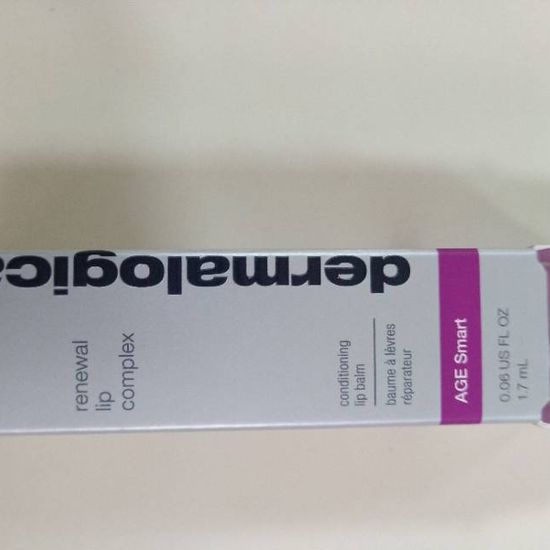 dermalogica
renewal
lip
complex
conditioning
lip balm
baume à lèvres
réparateur
AGE Smart
0.06 US FL OZ
1.7 mL